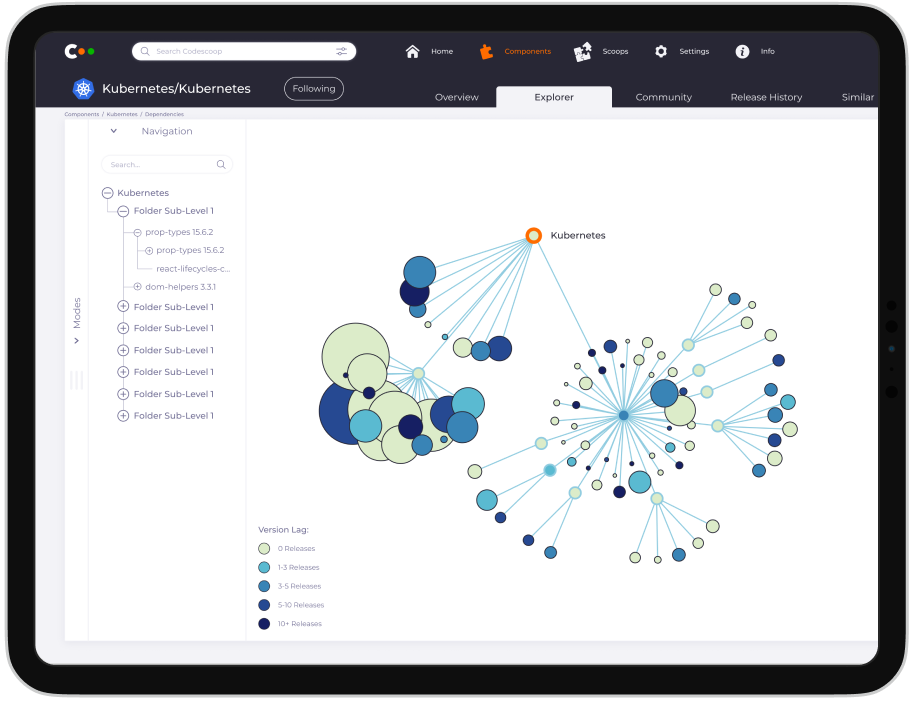 Search Codescoop
Home
Components
Scoops
Settings
Info
Kubernetes/Kubernetes
Following
Overview
Explorer
Community
Release History
Similar
Components / Kubernetes / Dependencies
Navigation
Search...
Kubernetes
Folder Sub-Level 1
prop-types 15.6.2
prop-types 15.6.2
react-lifecycles-c...
dom-helpers 3.3.1
Folder Sub-Level 1
Folder Sub-Level 1
Folder Sub-Level 1
Folder Sub-Level 1
Folder Sub-Level 1
Folder Sub-Level 1
Modes
Kubernetes
Version Lag:
0 Releases
1-3 Releases
3-5 Releases
5-10 Releases
10+ Releases